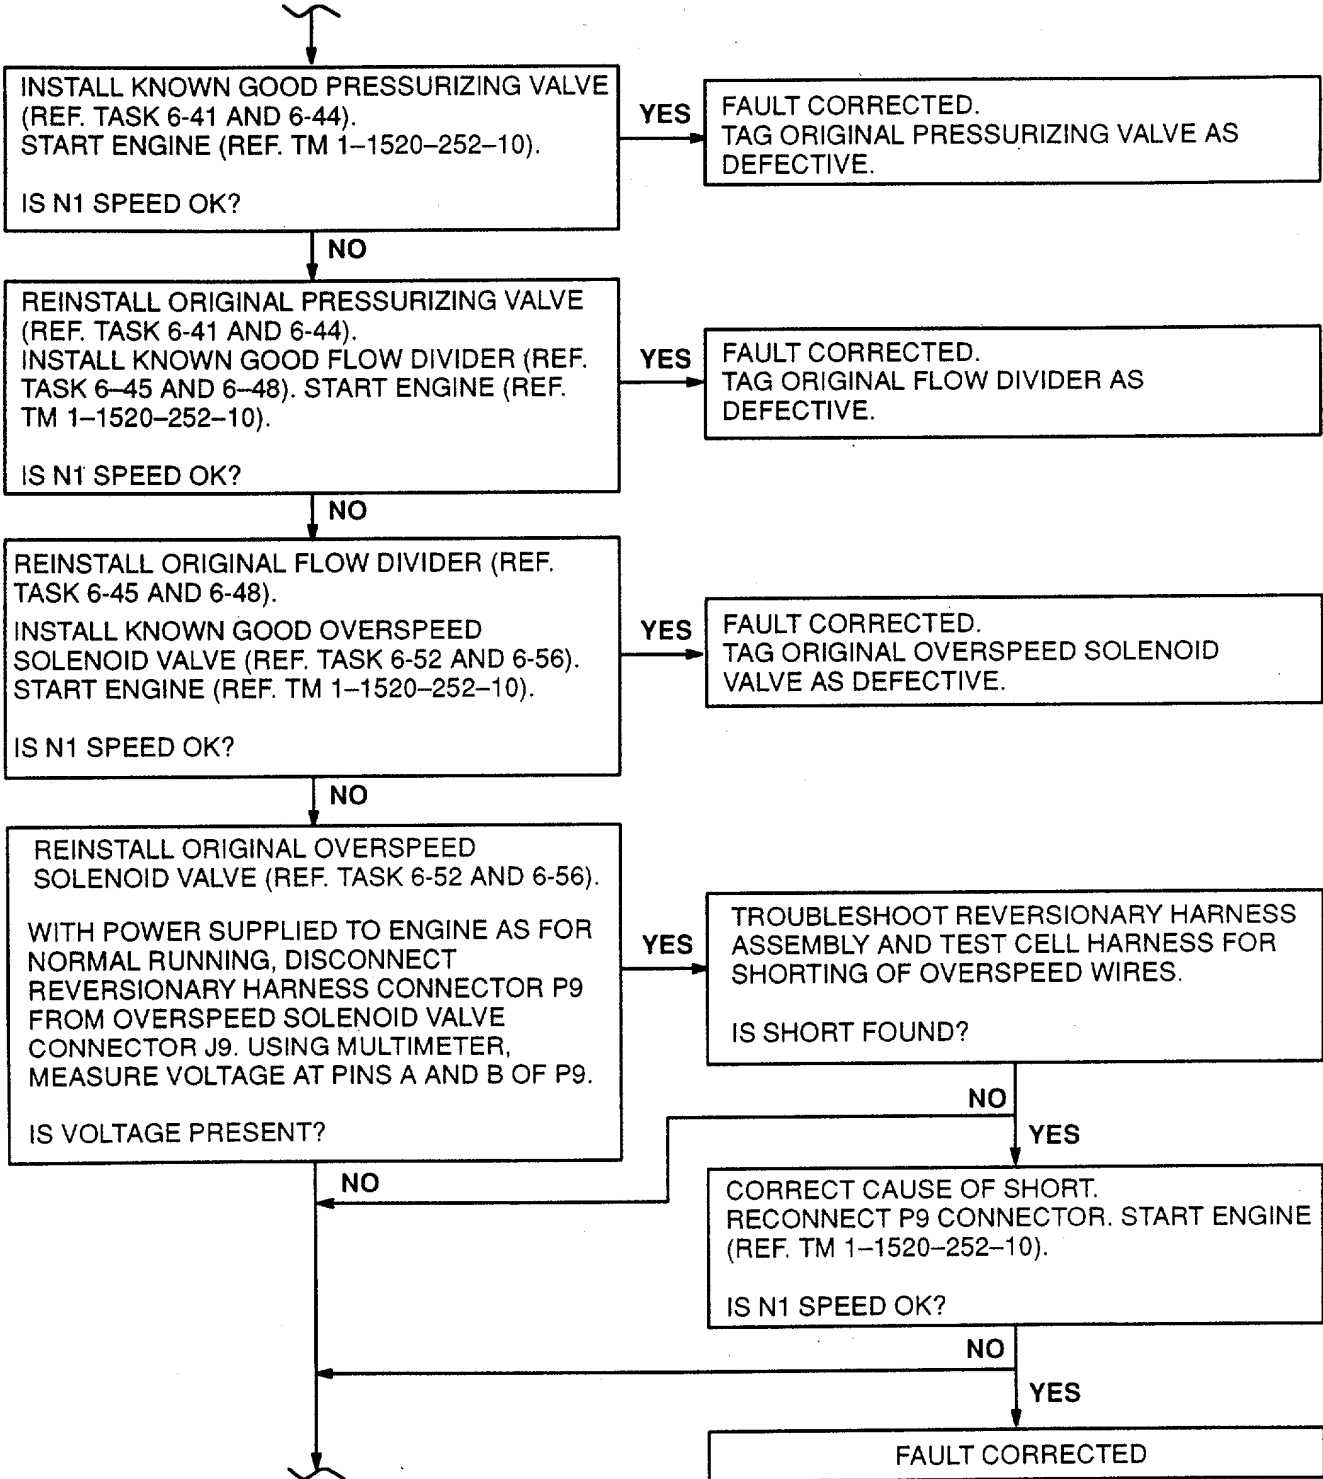 INSTALL KNOWN GOOD PRESSURIZING VALVE
(REF. TASK 6-41 AND 6-44).
START ENGINE (REF. TM 1–1520–252–10).
IS N1 SPEED OK?
YES
FAULT CORRECTED.
TAG ORIGINAL PRESSURIZING VALVE AS
DEFECTIVE.
NO
REINSTALL ORIGINAL PRESSURIZING VALVE
(REF. TASK 6-41 AND 6-44).
INSTALL KNOWN GOOD FLOW DIVIDER (REF.
TASK 6–45 AND 6–48). START ENGINE (REF.
TM 1–1520–252–10).
IS N1 SPEED OK?
YES
FAULT CORRECTED.
TAG ORIGINAL FLOW DIVIDER AS
DEFECTIVE.
NO
REINSTALL ORIGINAL FLOW DIVIDER (REF.
TASK 6-45 AND 6-48).
INSTALL KNOWN GOOD OVERSPEED
SOLENOID VALVE (REF. TASK 6-52 AND 6-56).
START ENGINE (REF. TM 1–1520–252–10).
IS N1 SPEED OK?
YES
FAULT CORRECTED.
TAG ORIGINAL OVERSPEED SOLENOID
VALVE AS DEFECTIVE.
NO
REINSTALL ORIGINAL OVERSPEED
SOLENOID VALVE (REF. TASK 6-52 AND 6-56).
WITH POWER SUPPLIED TO ENGINE AS FOR
NORMAL RUNNING, DISCONNECT
REVERSIONARY HARNESS CONNECTOR P9
FROM OVERSPEED SOLENOID VALVE
CONNECTOR J9. USING MULTIMETER,
MEASURE VOLTAGE AT PINS A AND B OF P9.
IS VOLTAGE PRESENT?
YES
TROUBLESHOOT REVERSIONARY HARNESS
ASSEMBLY AND TEST CELL HARNESS FOR
SHORTING OF OVERSPEED WIRES.
IS SHORT FOUND?
NO
YES
NO
CORRECT CAUSE OF SHORT.
RECONNECT P9 CONNECTOR. START ENGINE
(REF. TM 1–1520–252–10).
IS N1 SPEED OK?
NO
YES
FAULT CORRECTED